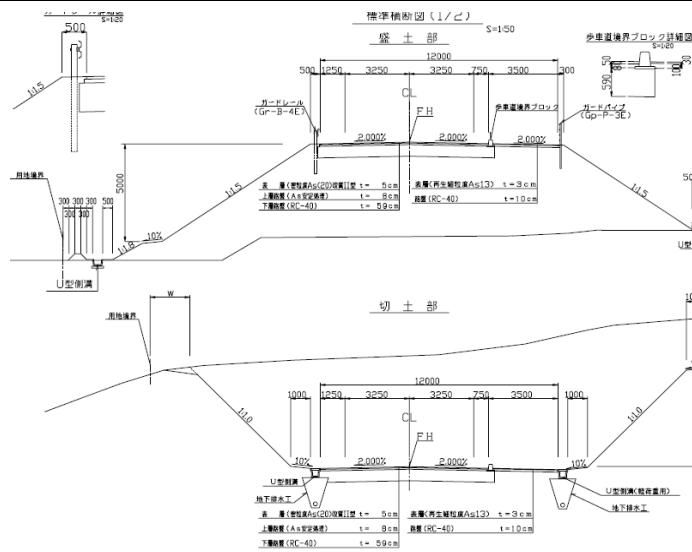 標準横断図(1/2)
S=1:50
盛土部
S=1:20
500
1:1.5
歩車道境界ブロック詳細図
S=1:20
50
590
30
12000
500 1250 3250 3250 750 3500 300
CL
FH
ガードレール
(Gr-B-4E)
歩車道境界ブロック
ガードパイプ
(Gp-P-3E)
2.000% 2.000% 2.000%
5000
1:1.5
1:1.5
用地境界
300 300 300 500
300 300
10%
1:1.8
U型側溝
表 層(密粒度As(20)改質II型 t= 5cm
上層路盤(As安定処理) t= 8cm
下層路盤(RC-40) t= 59cm
表層(再生細粒度As13) t=3cm
路盤(RC-40) t=10cm
切土部
用地境界
W
1:1.0
1:1.0
12000
1000 1250 3250 3250 750 3500 1000
CL
FH
10% 2.000% 2.000% 10%
U型側溝
地下排水工
U型側溝(軽荷重用)
地下排水工
表 層(密粒度As(20)改質II型 t= 5cm
上層路盤(As安定処理) t= 8cm
下層路盤(RC-40) t= 59cm
表層(再生細粒度As13) t=3cm
路盤(RC-40) t=10cm